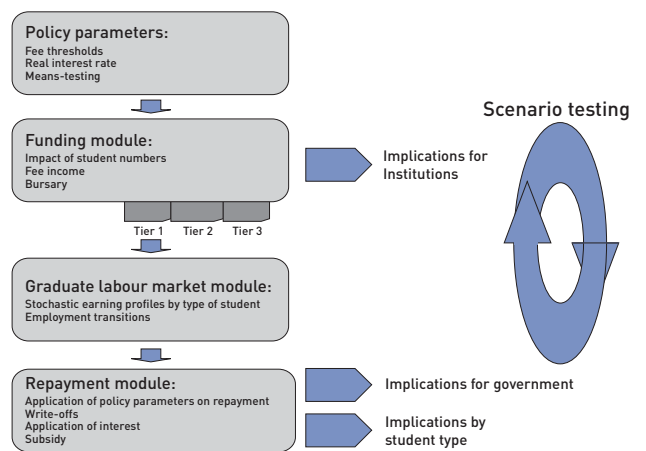 Policy parameters:
Fee thresholds
Real interest rate
Means-testing
Scenario testing
Funding module:
Impact of student numbers
Fee income
Bursary
Implications for
Institutions
Tier 1 Tier 2 Tier 3
Graduate labour market module:
Stochastic earning profiles by type of student
Employment transitions
Repayment module:
Application of policy parameters on repayment
Write-offs
Application of interest
Subsidy
Implications for government
Implications by
student type